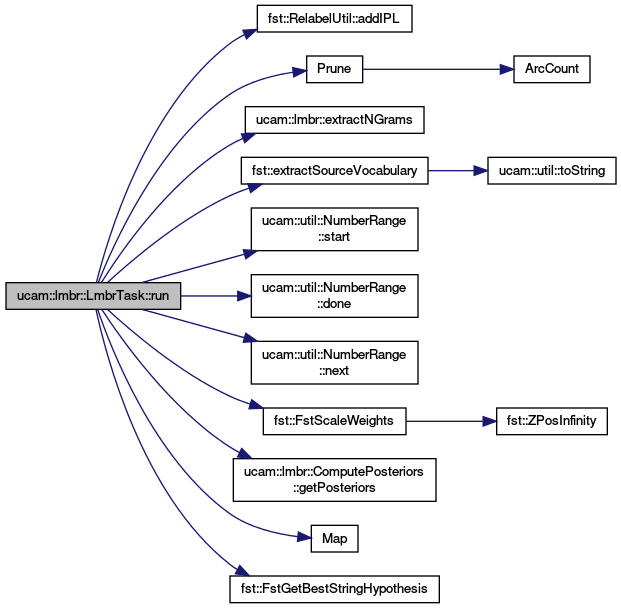 fst::RelabelUtil::addIPL
Prune
ArcCount
ucam::lmbr::extractNGrams
fst::extractSourceVocabulary
ucam::util::toString
ucam::util::NumberRange
::start
ucam::lmbr::LmbrTask::run
ucam::util::NumberRange
::done
ucam::util::NumberRange
::next
fst::FstScaleWeights
fst::ZPosInfinity
ucam::lmbr::ComputePosteriors
::getPosteriors
Map
fst::FstGetBestStringHypothesis